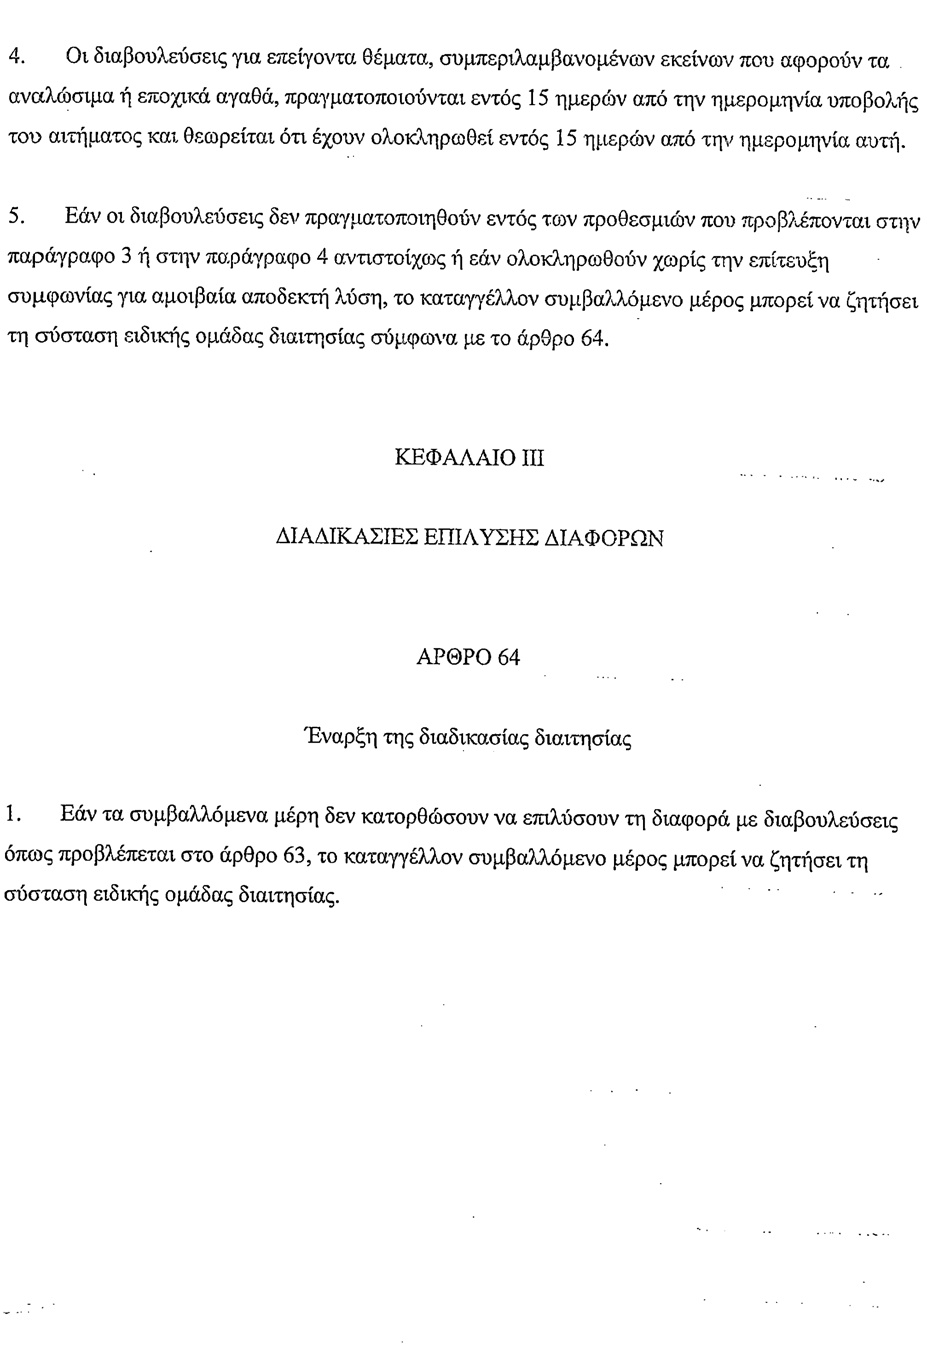 4. Οι διαβουλεύσεις για επείγοντα θέματα, συμπεριλαμβανομένων εκείνων που αφορούν τα
αναλώσιμα ή εποχικά αγαθά, πραγματοποιούνται εντός 15 ημερών από την ημερομηνία υποβολής
του αιτήματος και θεωρείται ότι έχουν ολοκληρωθεί εντός 15 ημερών από την ημερομηνία αυτή.
5. Εάν οι διαβουλεύσεις δεν πραγματοποιηθούν εντός των προθεσμιών που προβλέπονται στην
παράγραφο 3 ή στην παράγραφο 4 αντιστοίχως ή εάν ολοκληρωθούν χωρίς την επίτευξη
συμφωνίας για αμοιβαία αποδεκτή λύση, το καταγγέλλον συμβαλλόμενο μέρος μπορεί να ζητήσει
τη σύσταση ειδικής ομάδας διαιτησίας σύμφωνα με το άρθρο 64.
ΚΕΦΑΛΑΙΟ III
ΔΙΑΔΙΚΑΣΙΕΣ ΕΠΙΛΥΣΗΣ ΔΙΑΦΟΡΩΝ
ΑΡΘΡΟ 64
Έναρξη της διαδικασίας διαιτησίας
1. Εάν τα συμβαλλόμενα μέρη δεν κατορθώσουν να επιλύσουν τη διαφορά με διαβουλεύσεις
όπως προβλέπεται στο άρθρο 63, το καταγγέλλον συμβαλλόμενο μέρος μπορεί να ζητήσει τη
σύσταση ειδικής ομάδας διαιτησίας.